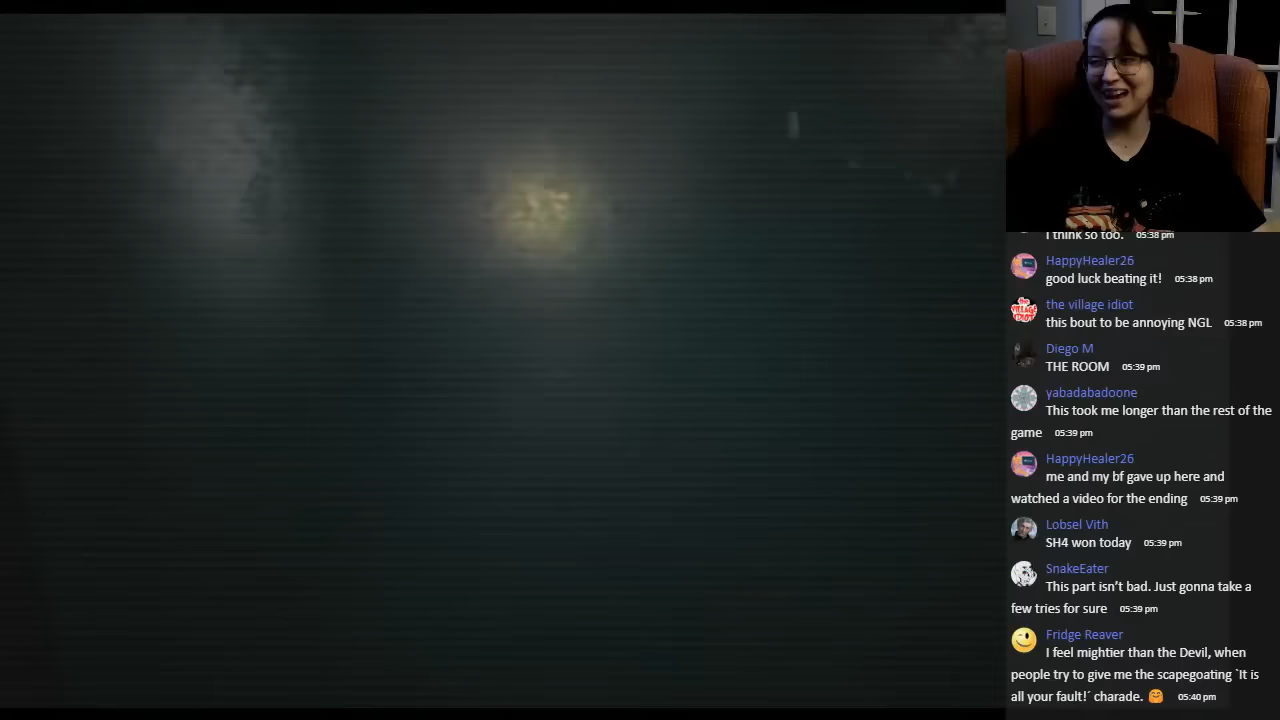 I think so too. 05:38 pm
HappyHealer26
good luck beating it! 05:38 pm
the village idiot
this bout to be annoying NGL 05:38 pm
Diego M
THE ROOM 05:39 pm
yabadabadoone
This took me longer than the rest of the
game 05:39 pm
HappyHealer26
me and my bf gave up here and
watched a video for the ending 05:39 pm
Lobsel Vith
SH4 won today 05:39 pm
SnakeEater
This part isn't bad. Just gonna take a
few tries for sure 05:39 pm
Fridge Reaver
I feel mightier than the Devil, when
people try to give me the scapegoating `It is
all your fault!´ charade. 🤗 05:40 pm